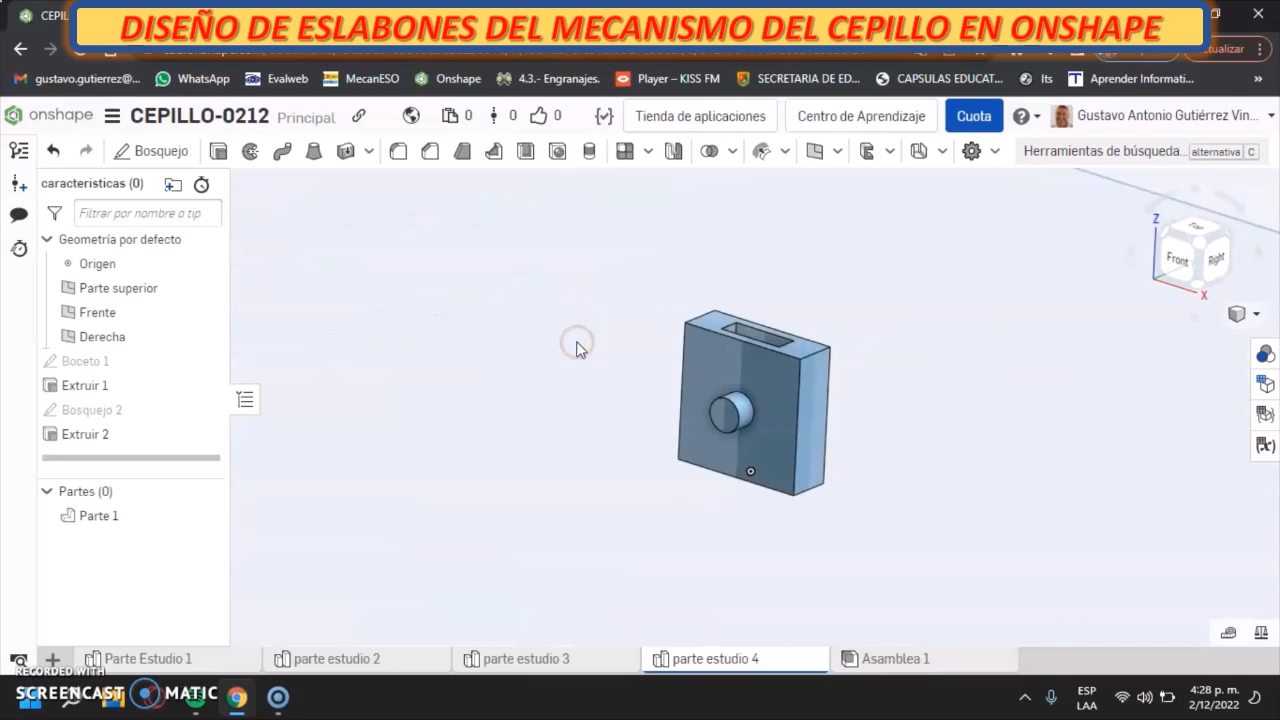 CEPIL
DISEÑO DE ESLABONES DEL MECANISMO DEL CEPILLO EN ONSHAPE
ctualizar
gustavo.gutierrez@... WhatsApp Evalweb MecanESO Onshape 4.3.- Engranajes. Player – KISS FM SECRETARIA DE ED... CAPSULAS EDUCAT... Its Aprender Informati... »
onshape CEPILLO-0212 Principal 0 0 0 Tienda de aplicaciones Centro de Aprendizaje Cuota Gustavo Antonio Gutiérrez Vin...
Bosquejo Herramientas de búsqueda... alternativa C
caracteristicas (0)
Filtrar por nombre o tip
Geometría por defecto
Origen
Parte superior
Frente
Derecha
Boceto 1
Extruir 1
Bosquejo 2
Extruir 2
Partes (0)
Parte 1
Z
Top
Front Right
X
Parte Estudio 1 parte estudio 2 parte estudio 3 parte estudio 4 Asamblea 1
RECORDED WITH
SCREENCAST MATIC
ESP
LAA
4:28 p. m.
2/12/2022